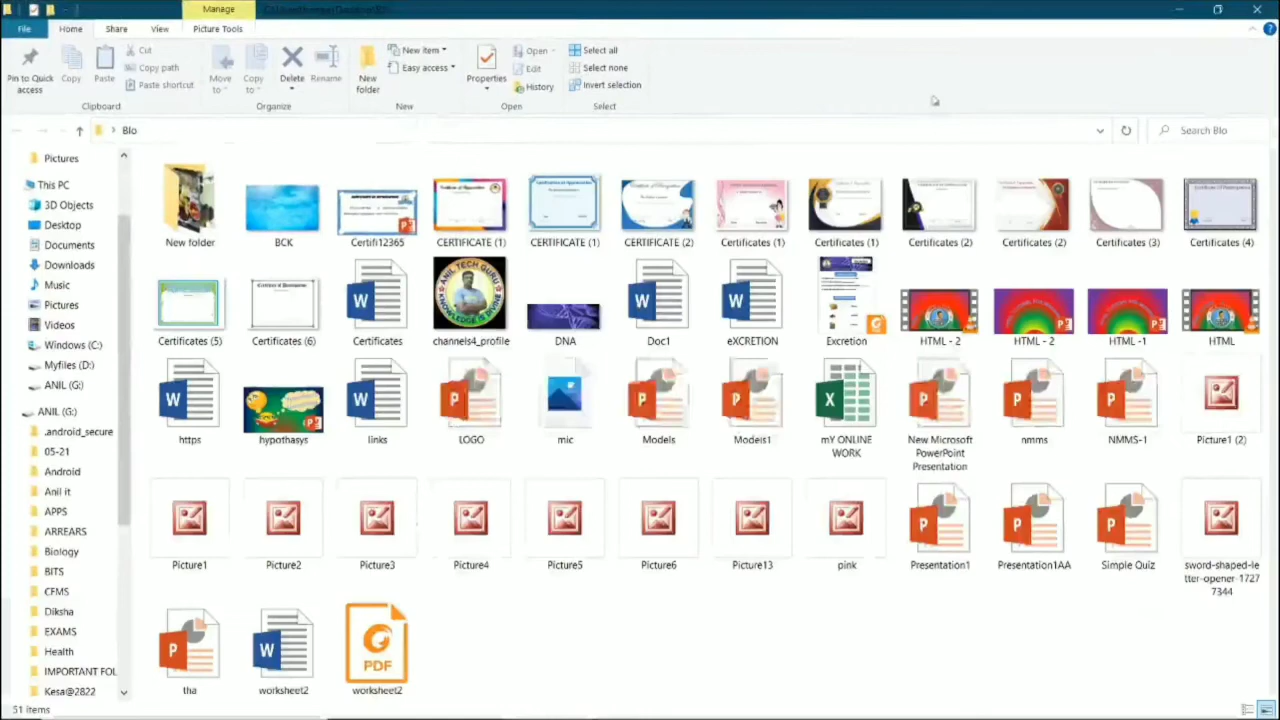 Manage
File
Home
Share
View
Picture Tools
Pin to Quick
access
Copy
Paste
Cut
Copy path
Paste shortcut
Clipboard
Move
to
Copy
to
Delete
Rename
Organize
New
folder
New item
Easy access
New
Properties
Open
Edit
History
Open
Select all
Select none
Invert selection
Select
Blo
Search Blo
Pictures
This PC
3D Objects
Desktop
Documents
Downloads
Music
Pictures
Videos
Windows (C:)
Myfiles (D:)
ANIL (G:)
ANIL (G:)
.android_secure
05-21
Android
Anil it
APPS
ARREARS
Biology
BITS
CFMS
Diksha
EXAMS
Health
IMPORTANT FOL
Kesa@2822
New folder
BCK
Certifi12365
CERTIFICATE (1)
CERTIFICATE (1)
CERTIFICATE (2)
Certificates (1)
Certificates (1)
Certificates (2)
Certificates (2)
Certificates (3)
Certificates (4)
Certificates (5)
Certificates (6)
Certificates
channels4_profile
DNA
Doc1
eXCRETION
Excretion
HTML - 2
HTML - 2
HTML -1
HTML
https
hypothasys
links
LOGO
mic
Models
Models1
mY ONLINE
WORK
New Microsoft
PowerPoint
Presentation
nmms
NMMS-1
Picture1 (2)
Picture1
Picture2
Picture3
Picture4
Picture5
Picture6
Picture13
pink
Presentation1
Presentation1AA
Simple Quiz
sword-shaped-le
tter-opener-1727
7344
tha
worksheet2
PDF
worksheet2
51 items